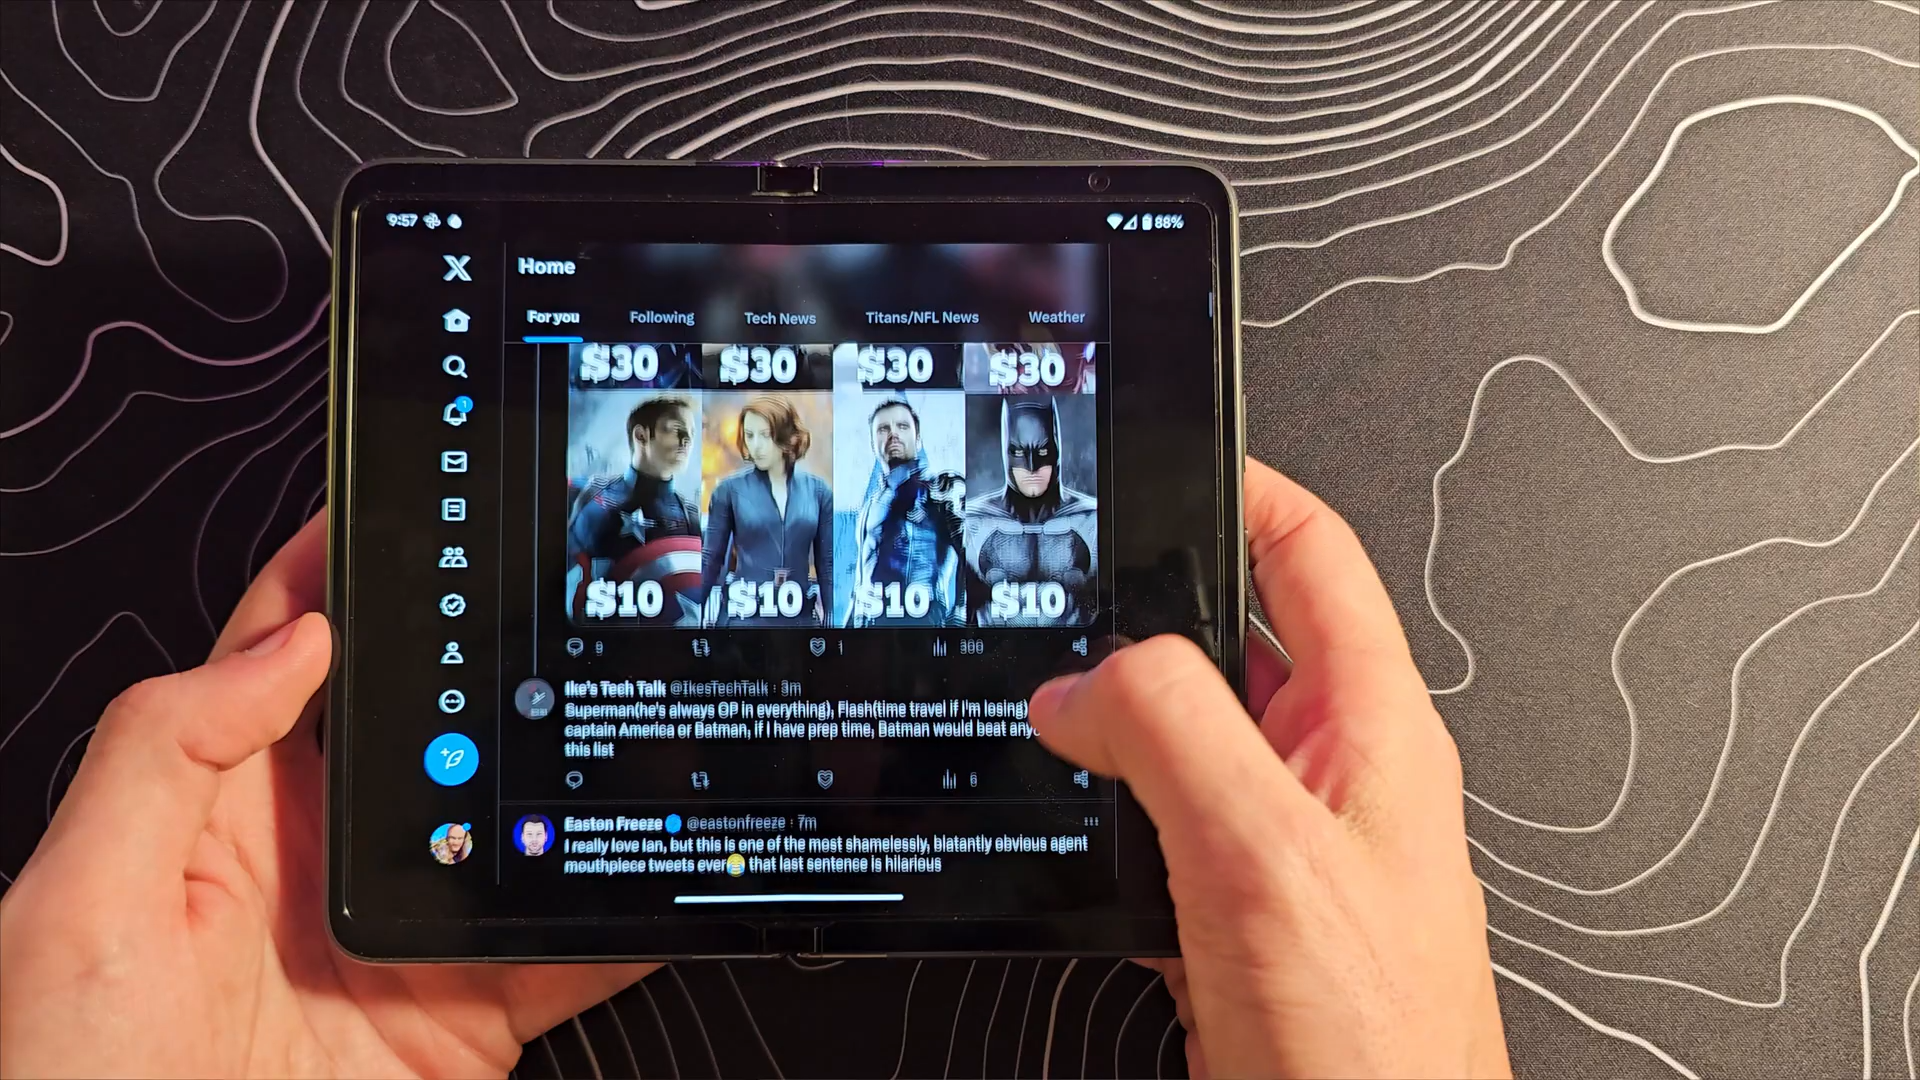 9:57
88%
Home
For you Following Tech News Titans/NFL News Weather
$30 $30 $30 $30
1
$10 $10 $10 $10
9 1 300
Ike's Tech Talk @IkesTechTalk · 3m
Superman(he's always OP in everything), Flash(time travel if I'm losing)
captain America or Batman, if I have prep time, Batman would beat
this list
6
Easton Freeze @eastonfreeze · 7m
I really love Ian, but this is one of the most shamelessly, blatantly obvious agent
mouthpiece tweets ever😂 that last sentence is hilarious